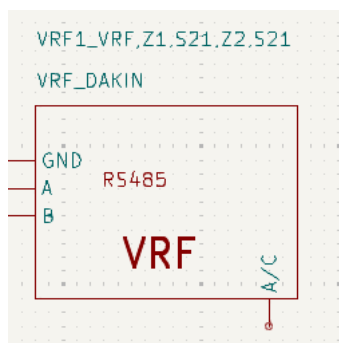 VRF1_VRF,Z1,S21,Z2,S21
VRF_DAKIN
GND
A
RS485
B
VRF
A/C